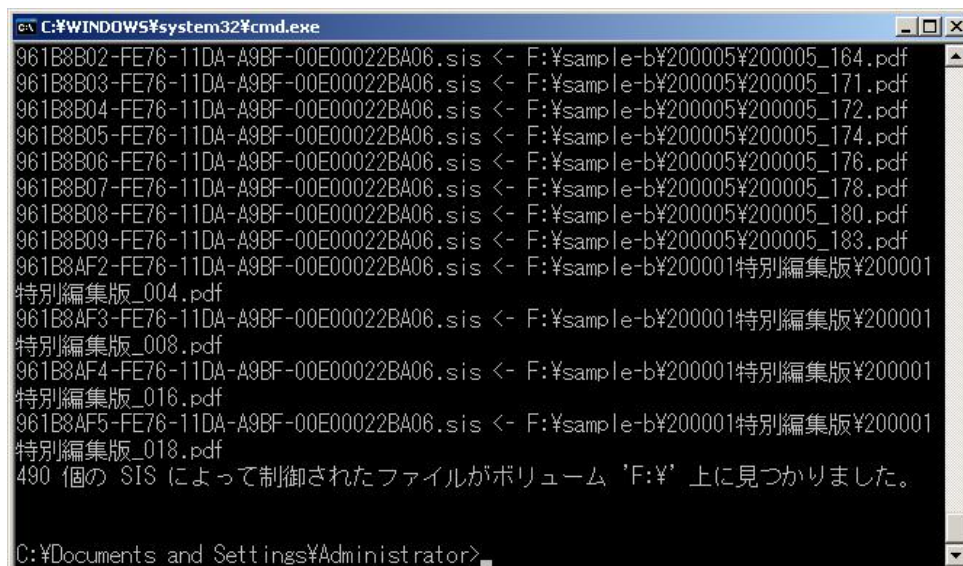 C:¥WINDOWS¥system32¥cmd.exe
961B8B02-FE76-11DA-A9BF-00E00022BA06.sis <- F:¥sample-b¥200005¥200005_164.pdf
961B8B03-FE76-11DA-A9BF-00E00022BA06.sis <- F:¥sample-b¥200005¥200005_171.pdf
961B8B04-FE76-11DA-A9BF-00E00022BA06.sis <- F:¥sample-b¥200005¥200005_172.pdf
961B8B05-FE76-11DA-A9BF-00E00022BA06.sis <- F:¥sample-b¥200005¥200005_174.pdf
961B8B06-FE76-11DA-A9BF-00E00022BA06.sis <- F:¥sample-b¥200005¥200005_176.pdf
961B8B07-FE76-11DA-A9BF-00E00022BA06.sis <- F:¥sample-b¥200005¥200005_178.pdf
961B8B08-FE76-11DA-A9BF-00E00022BA06.sis <- F:¥sample-b¥200005¥200005_180.pdf
961B8B09-FE76-11DA-A9BF-00E00022BA06.sis <- F:¥sample-b¥200005¥200005_183.pdf
961B8AF2-FE76-11DA-A9BF-00E00022BA06.sis <- F:¥sample-b¥200001特別編集版¥200001
特別編集版_004.pdf
961B8AF3-FE76-11DA-A9BF-00E00022BA06.sis <- F:¥sample-b¥200001特別編集版¥200001
特別編集版_008.pdf
961B8AF4-FE76-11DA-A9BF-00E00022BA06.sis <- F:¥sample-b¥200001特別編集版¥200001
特別編集版_016.pdf
961B8AF5-FE76-11DA-A9BF-00E00022BA06.sis <- F:¥sample-b¥200001特別編集版¥200001
特別編集版_018.pdf
490 個の SIS によって制御されたファイルがボリューム 'F:¥' 上に見つかりました。
C:¥Documents and Settings¥Administrator>_